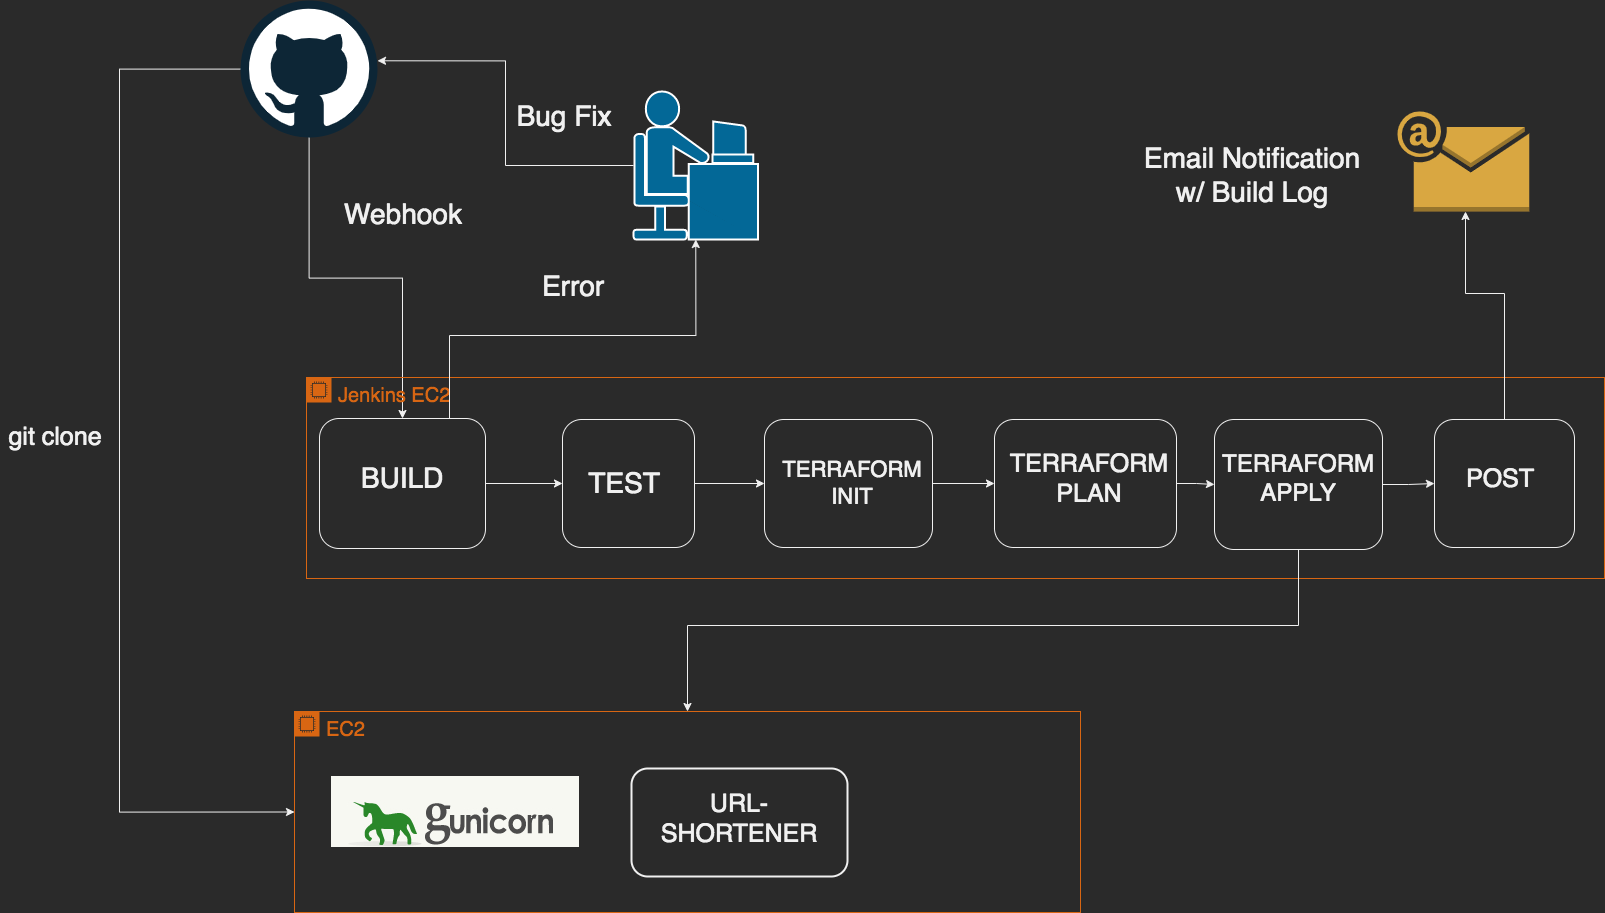 Bug Fix
Email Notification
w/ Build Log
Webhook
Error
Jenkins EC2
git clone
BUILD
TEST
TERRAFORM
INIT
TERRAFORM
PLAN
TERRAFORM
APPLY
POST
EC2
gunicorn
URL-
SHORTENER